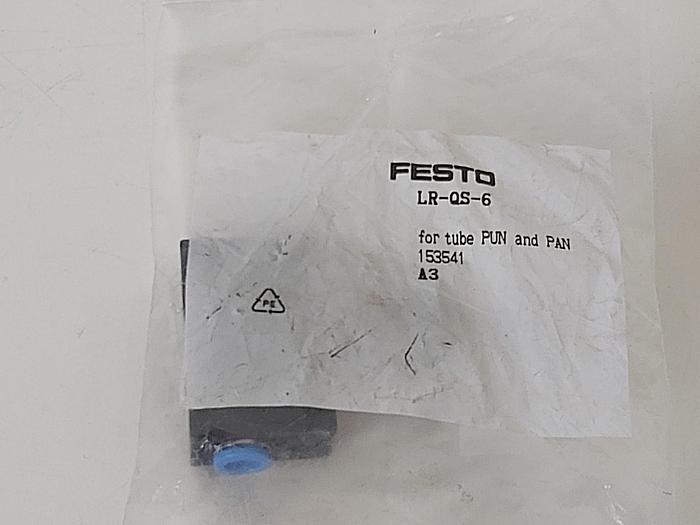 FESTO
LR-QS-6
for tube PUN and PAN
153541
A3
PE